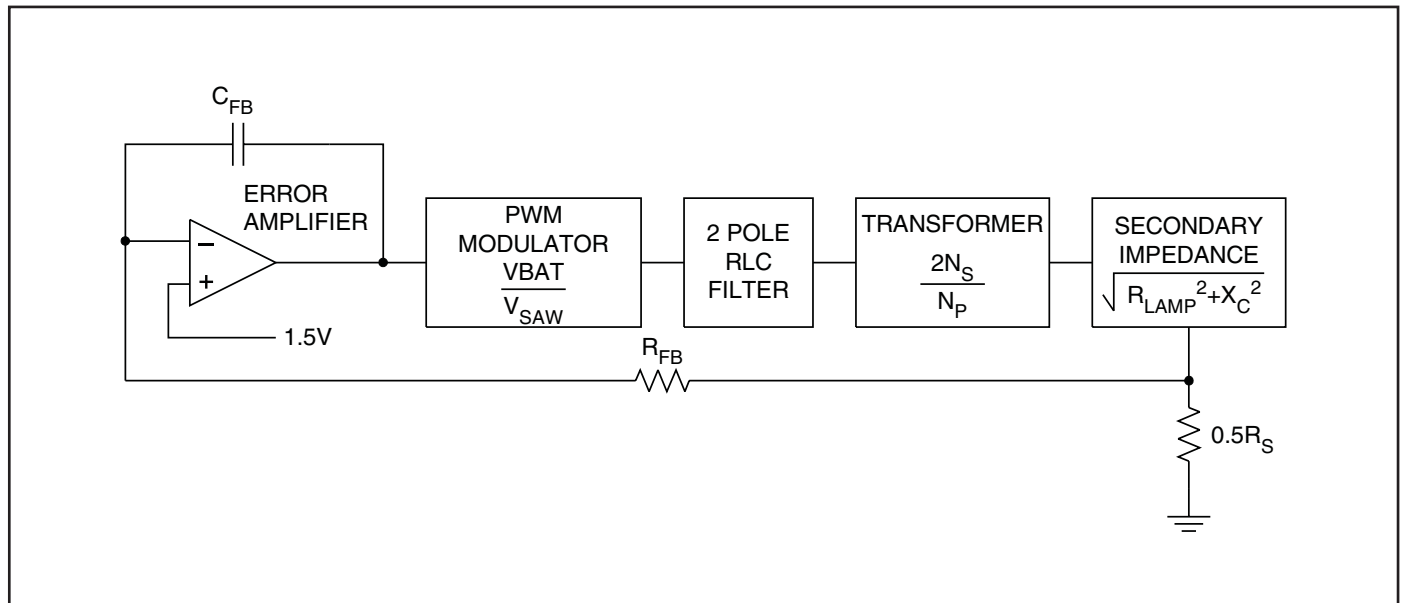 C_FB
ERROR
AMPLIFIER
−
+
1.5V
PWM
MODULATOR
VBAT
V_SAW
2 POLE
RLC
FILTER
TRANSFORMER
2N_S
N_P
SECONDARY
IMPEDANCE
√R_LAMP²+X_C²
R_FB
0.5R_S